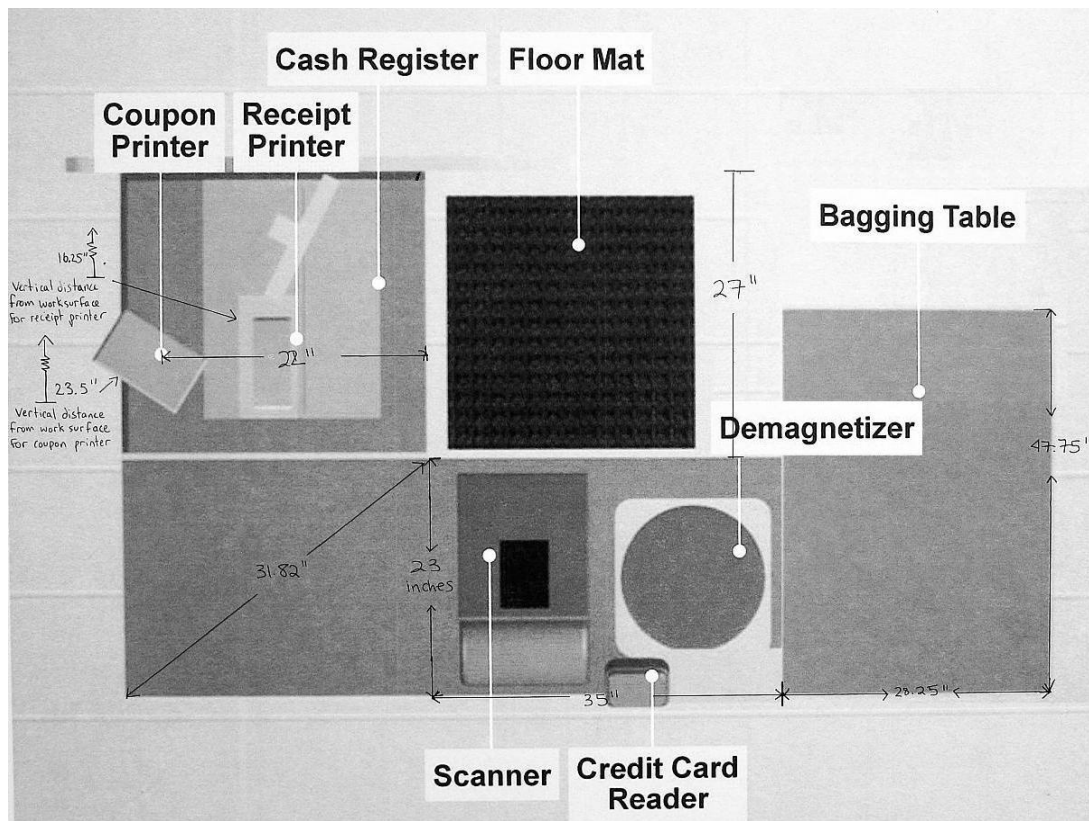 Cash Register
Floor Mat
Coupon
Printer
Receipt
Printer
Bagging Table
16.25"
Vertical distance
from worksurface
for receipt printer
27"
22"
23.5"
Vertical distance
from work surface
for coupon printer
Demagnetizer
47.75"
31.82"
23
inches
35"
28.25"
Scanner
Credit Card
Reader